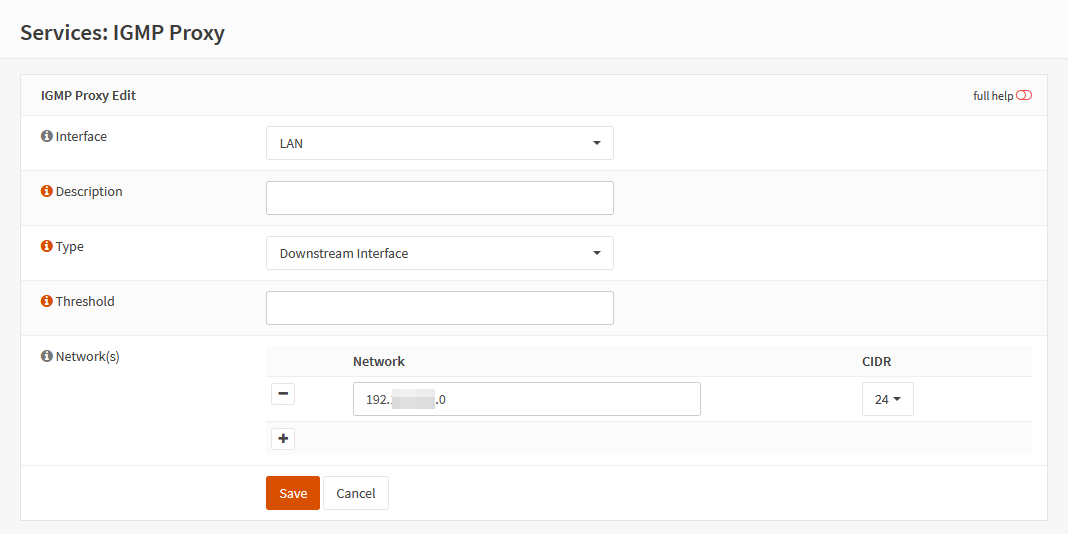 Services: IGMP Proxy
IGMP Proxy Edit
full help
Interface
LAN
Description
Type
Downstream Interface
Threshold
Network(s)
Network
CIDR
192. .0
24
Save
Cancel